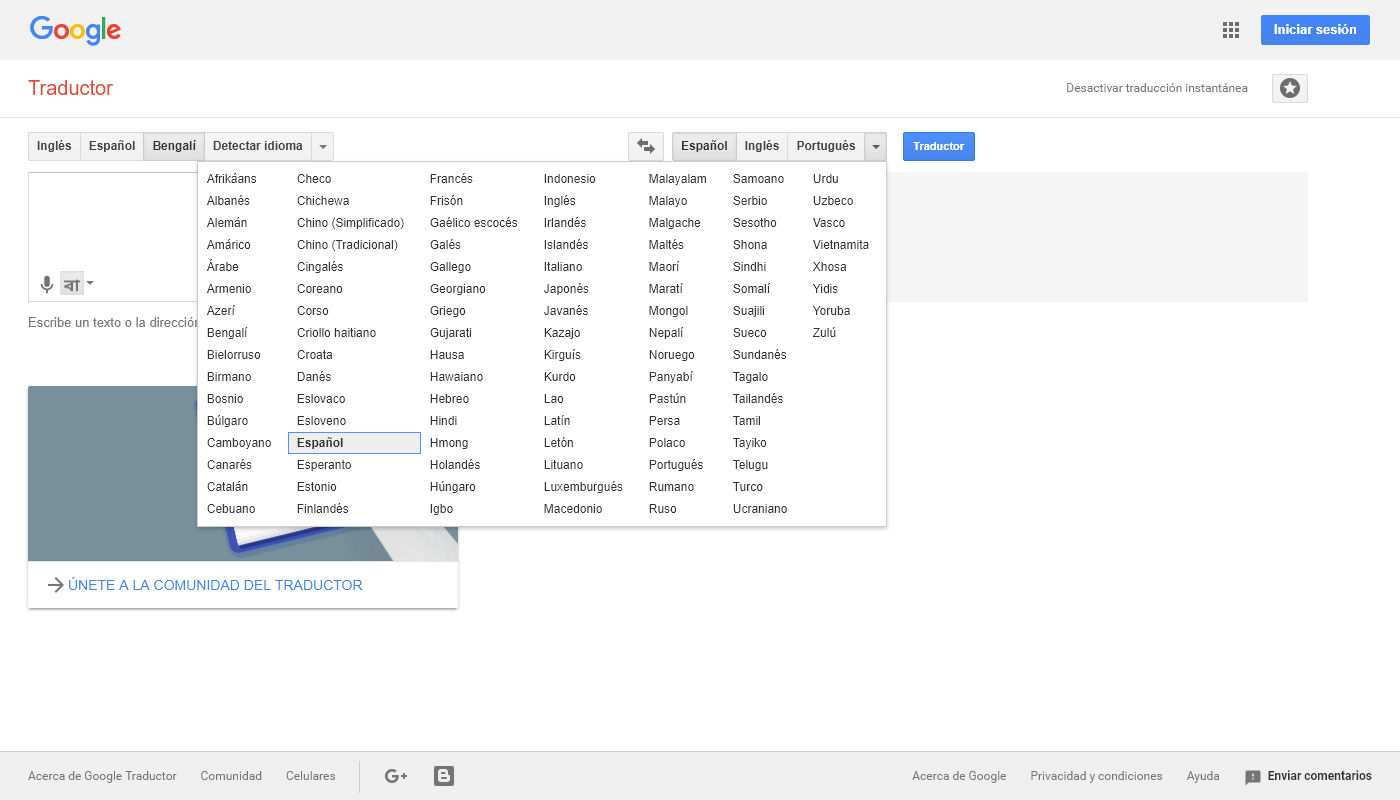 Google
Iniciar sesión
Traductor
Desactivar traducción instantánea
Inglés Español Bengalí Detectar idioma
Español Inglés Portugués
Traductor
Afrikáans Checo Francés Indonesio Malayalam Samoano Urdu
Albanés Chichewa Frisón Inglés Malayo Serbio Uzbeco
Alemán Chino (Simplificado) Gaélico escocés Irlandés Malgache Sesotho Vasco
Amárico Chino (Tradicional) Galés Islandés Maltés Shona Vietnamita
Árabe Cingalés Gallego Italiano Maorí Sindhi Xhosa
Armenio Coreano Georgiano Japonés Maratí Somalí Yidis
Azerí Corso Griego Javanés Mongol Suajili Yoruba
Bengalí Criollo haitiano Gujarati Kazajo Nepalí Sueco Zulú
Bielorruso Croata Hausa Kirguís Noruego Sundanés
Birmano Danés Hawaiano Kurdo Panyabí Tagalo
Bosnio Eslovaco Hebreo Lao Pastún Tailandés
Búlgaro Esloveno Hindi Latín Persa Tamil
Camboyano Español Hmong Letón Polaco Tayiko
Canarés Esperanto Holandés Lituano Portugués Telugu
Catalán Estonio Húngaro Luxemburgués Rumano Turco
Cebuano Finlandés Igbo Macedonio Ruso Ucraniano
বা
Escribe un texto o la dirección
ÚNETE A LA COMUNIDAD DEL TRADUCTOR
Acerca de Google Traductor Comunidad Celulares G+ Acerca de Google Privacidad y condiciones Ayuda Enviar comentarios